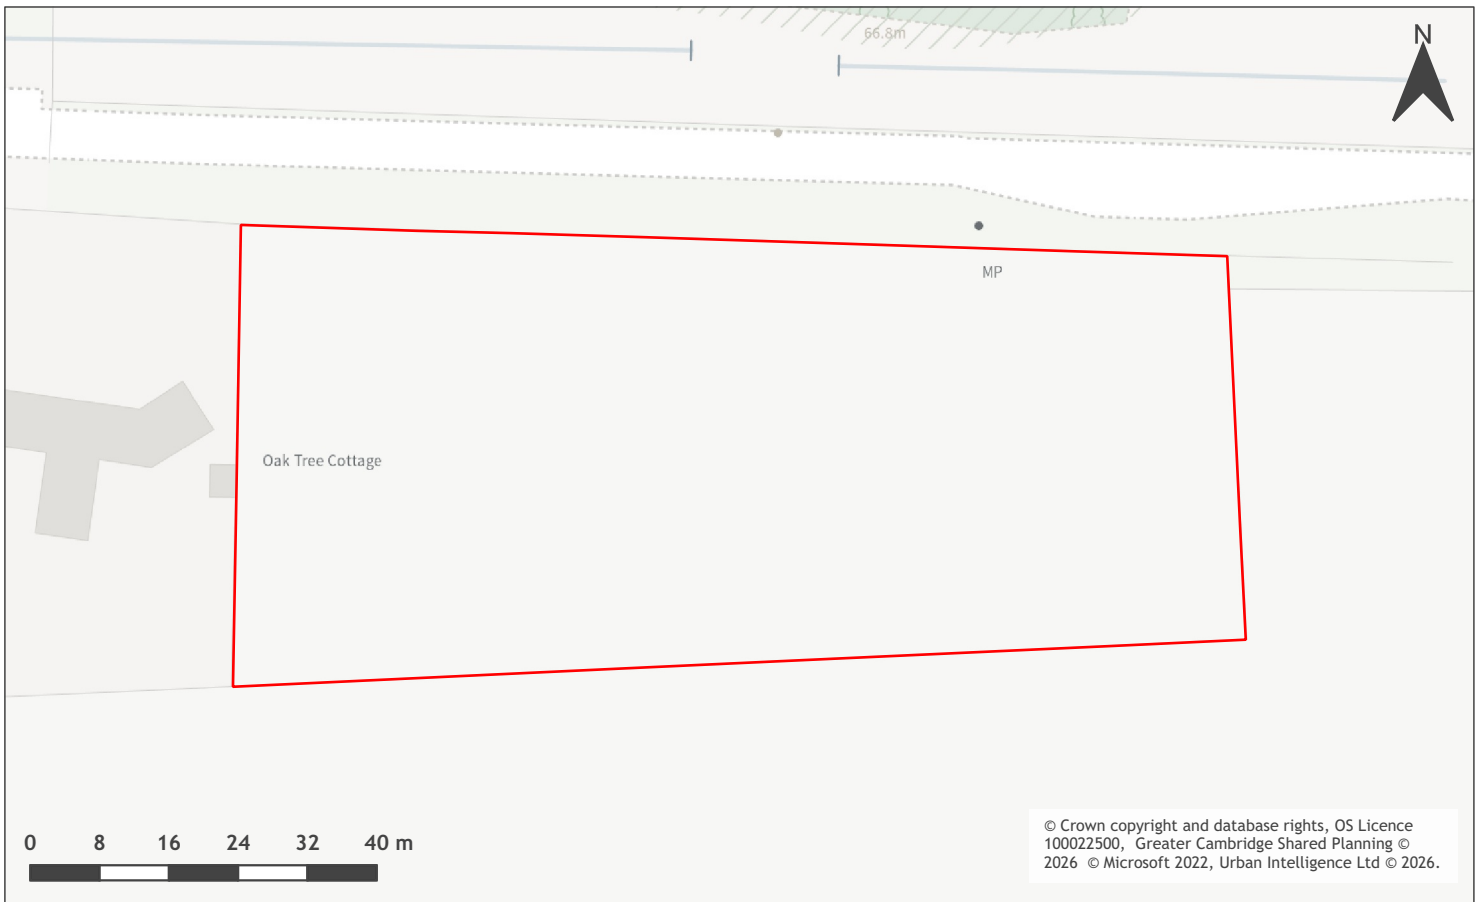 66.8m
N
MP
Oak Tree Cottage
0 8 16 24 32 40 m
© Crown copyright and database rights, OS Licence
100022500, Greater Cambridge Shared Planning ©
2026 © Microsoft 2022, Urban Intelligence Ltd © 2026.